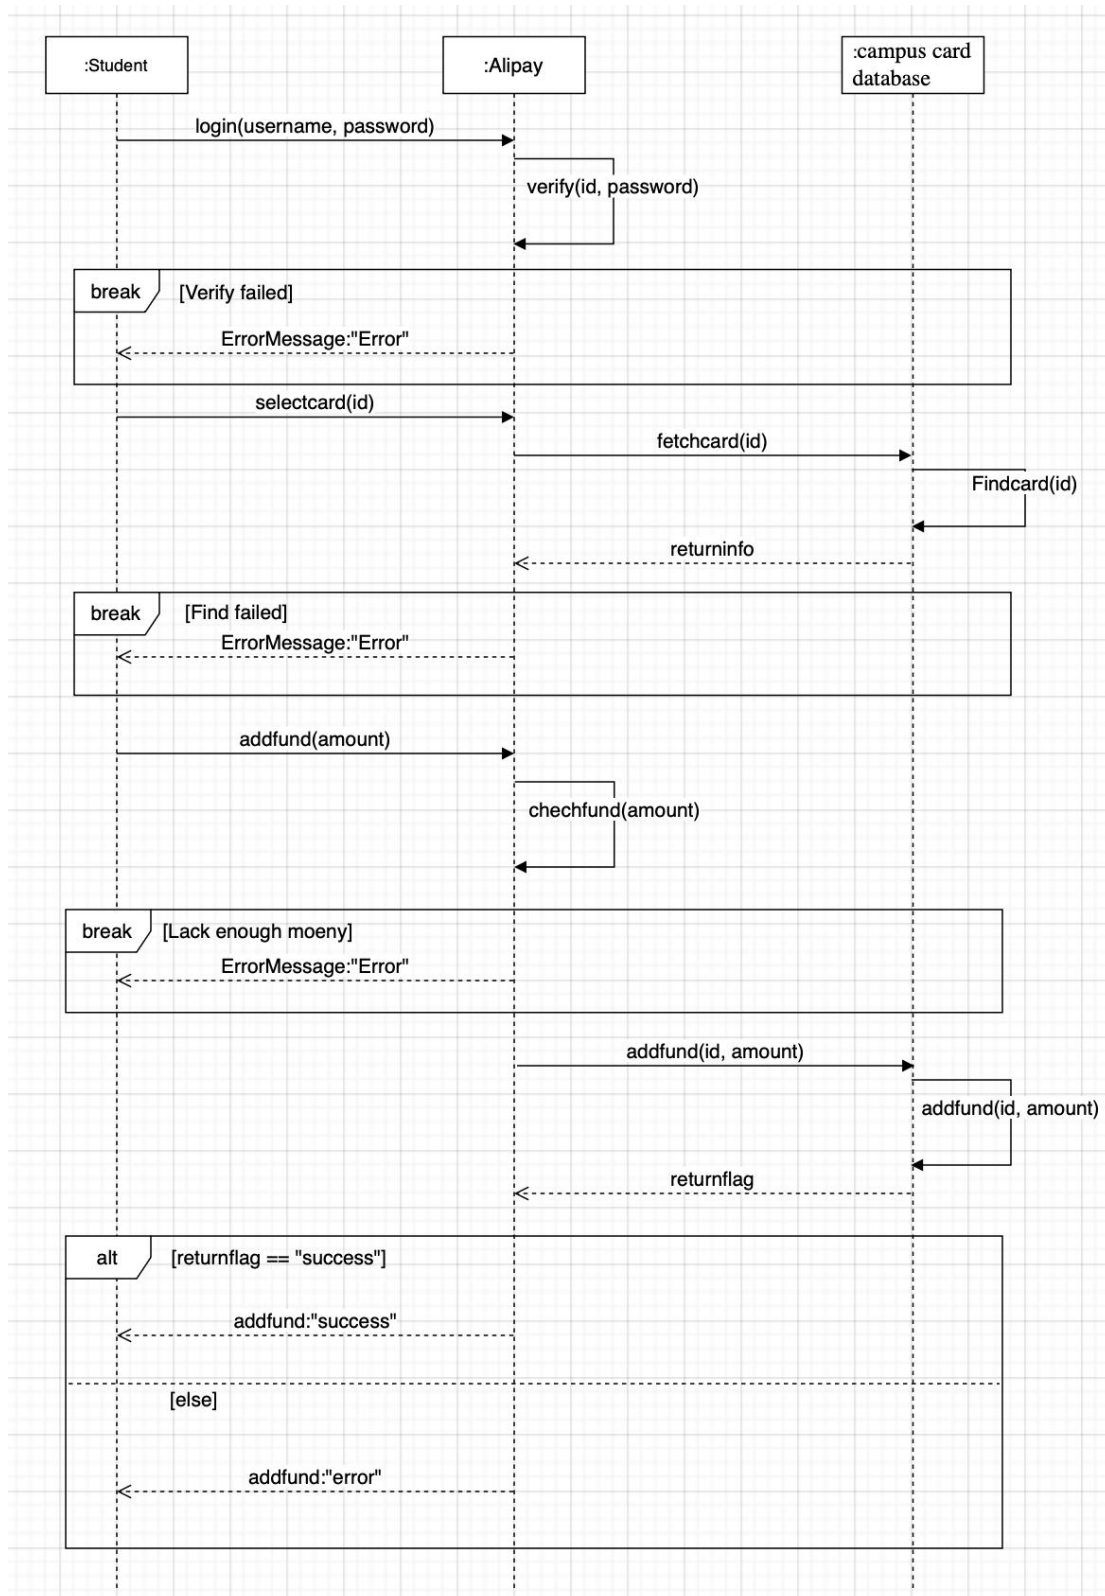 :Student
:Alipay
:campus card
database
login(username, password)
verify(id, password)
break
[Verify failed]
ErrorMessage:"Error"
selectcard(id)
fetchcard(id)
Findcard(id)
returninfo
break
[Find failed]
ErrorMessage:"Error"
addfund(amount)
chechfund(amount)
break
[Lack enough moeny]
ErrorMessage:"Error"
addfund(id, amount)
addfund(id, amount)
returnflag
alt
[returnflag == "success"]
addfund:"success"
[else]
addfund:"error"